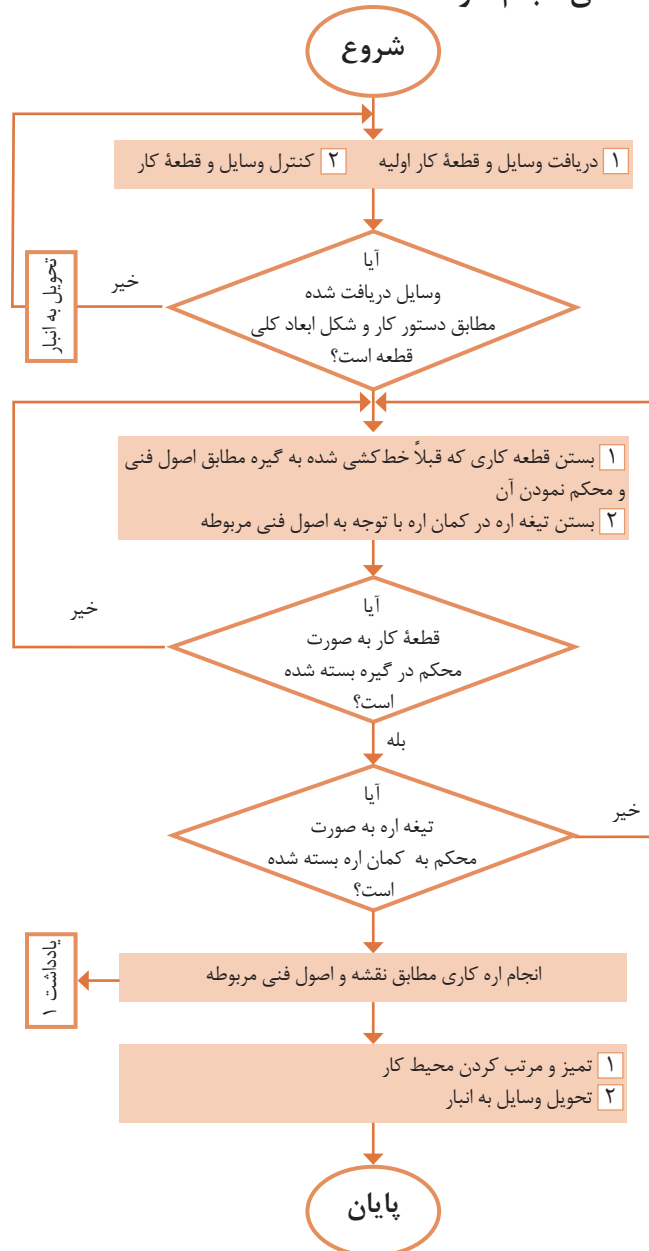 شروع
۱ دریافت وسایل و قطعهٔ کار اولیه ۲ کنترل وسایل و قطعهٔ کار
آیا
وسایل دریافت شده
مطابق دستور کار و شکل ابعاد کلی
قطعه است؟
خیر
تحویل به انبار
۱ بستن قطعه کاری که قبلاً خط‌کشی شده به گیره مطابق اصول فنی
و محکم نمودن آن
۲ بستن تیغه اره در کمان اره با توجه به اصول فنی مربوطه
آیا
قطعهٔ کار به صورت
محکم در گیره بسته شده
است؟
خیر
بله
آیا
تیغه اره به صورت
محکم به کمان اره بسته شده
است؟
خیر
انجام اره کاری مطابق نقشه و اصول فنی مربوطه
یادداشت ۱
۱ تمیز و مرتب کردن محیط کار
۲ تحویل وسایل به انبار
پایان